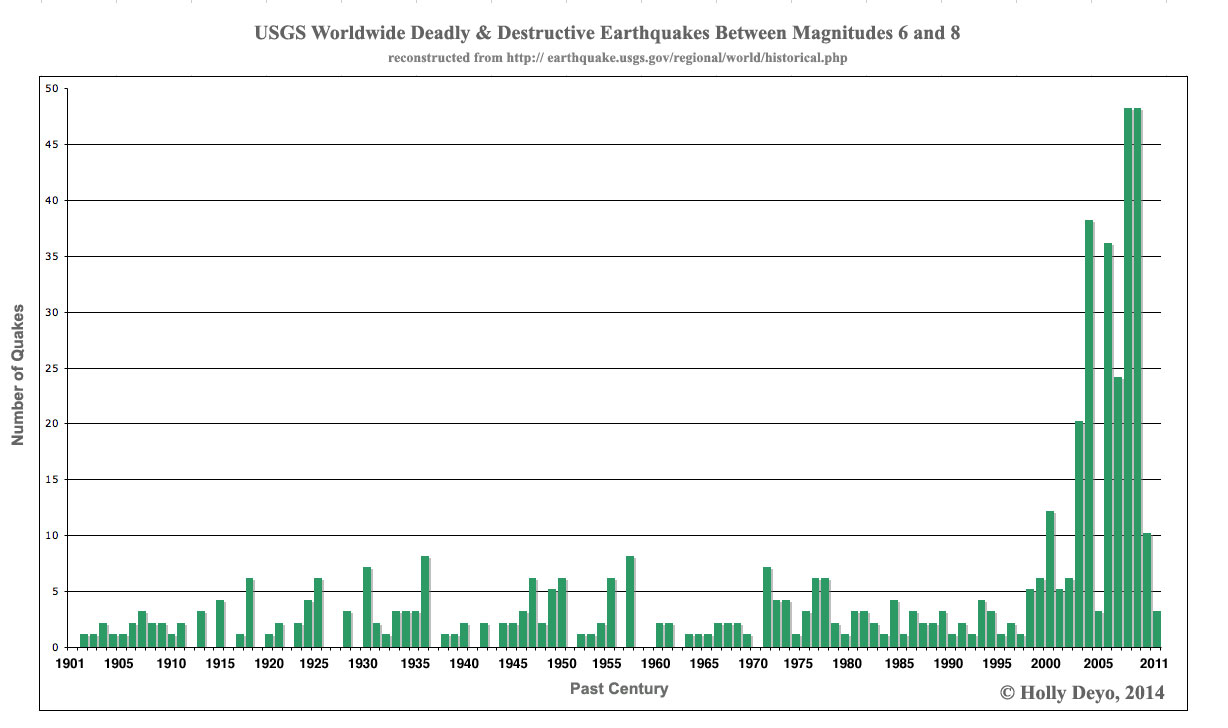 USGS Worldwide Deadly & Destructive Earthquakes Between Magnitudes 6 and 8
reconstructed from http:// earthquake.usgs.gov/regional/world/historical.php
Number of Quakes
50
45
40
35
30
25
20
15
10
5
0
1901 1905 1910 1915 1920 1925 1930 1935 1940 1945 1950 1955 1960 1965 1970 1975 1980 1985 1990 1995 2000 2005 2011
Past Century
© Holly Deyo, 2014